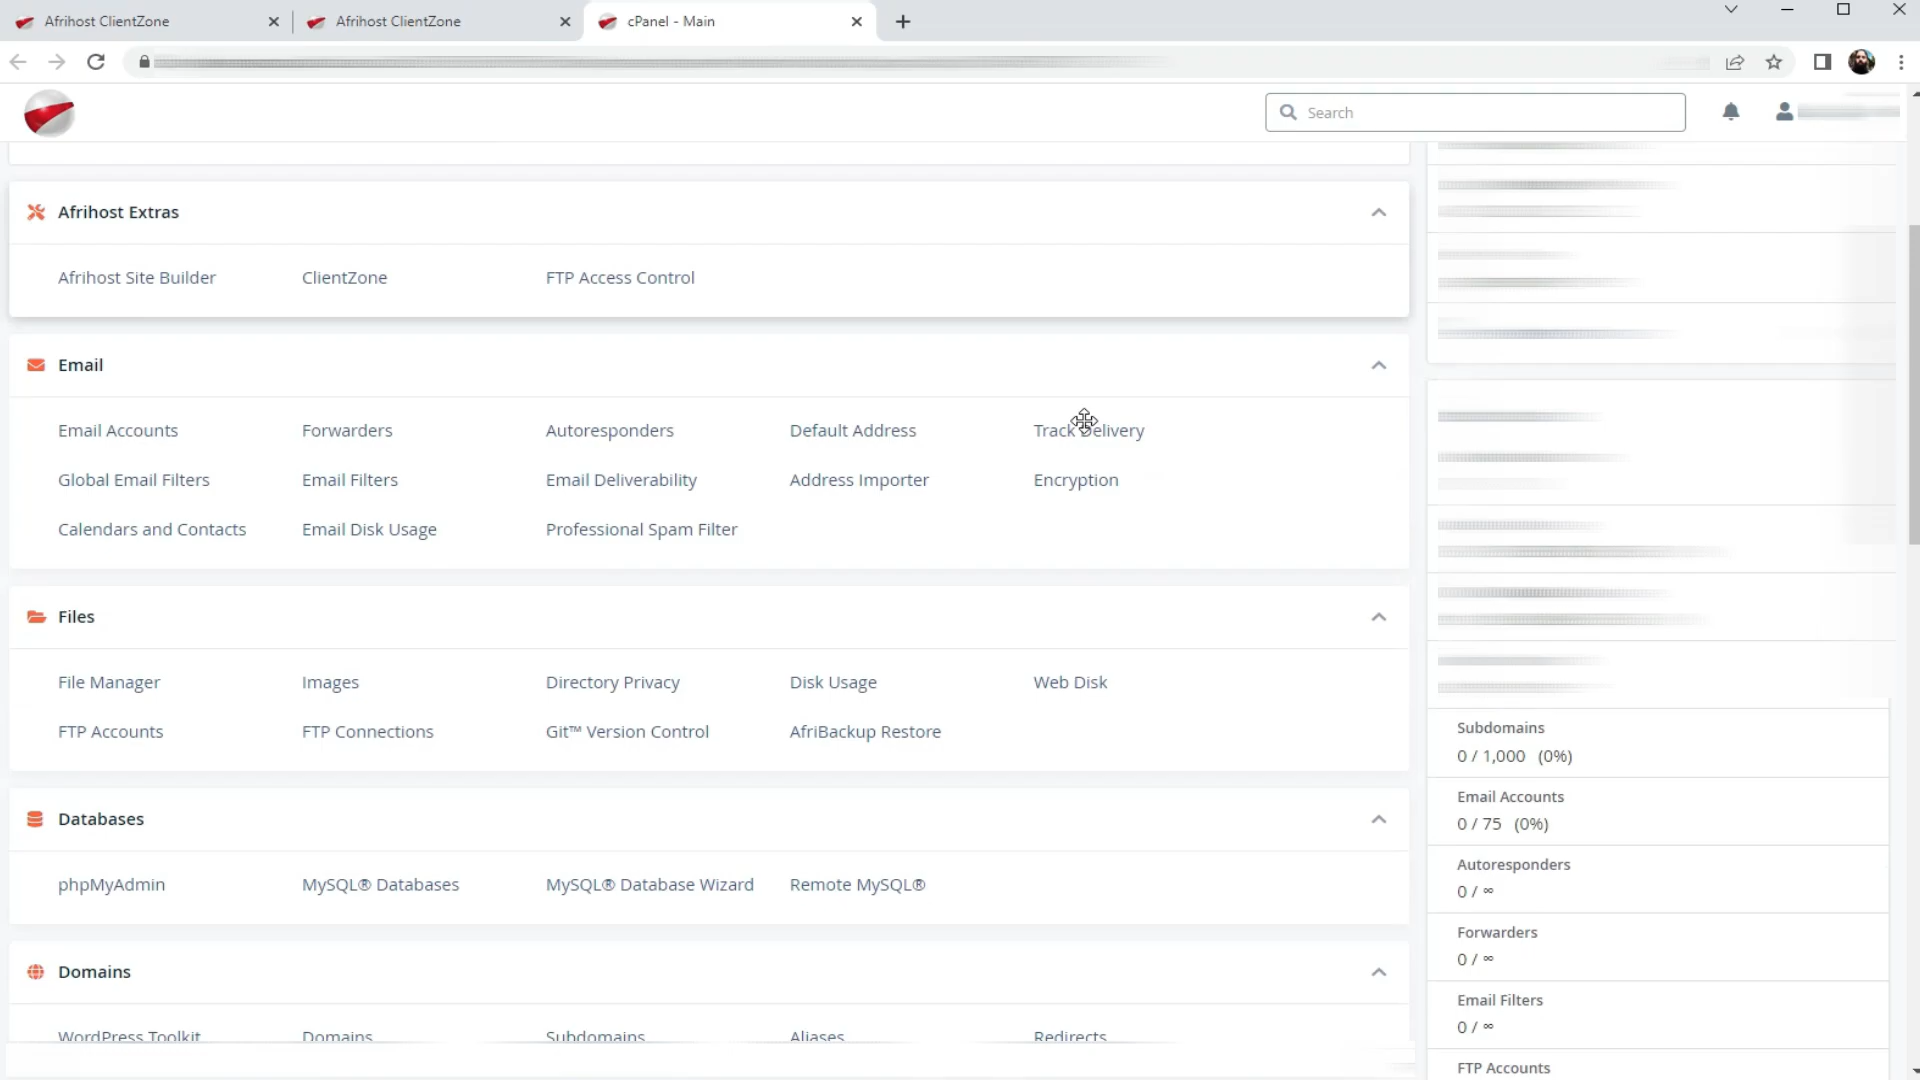 Afrihost ClientZone
Afrihost ClientZone
cPanel - Main
Search
Afrihost Extras
Afrihost Site Builder
ClientZone
FTP Access Control
Email
Email Accounts
Forwarders
Autoresponders
Default Address
Track Delivery
Global Email Filters
Email Filters
Email Deliverability
Address Importer
Encryption
Calendars and Contacts
Email Disk Usage
Professional Spam Filter
Files
File Manager
Images
Directory Privacy
Disk Usage
Web Disk
FTP Accounts
FTP Connections
Git™ Version Control
AfriBackup Restore
Databases
phpMyAdmin
MySQL® Databases
MySQL® Database Wizard
Remote MySQL®
Domains
WordPress Toolkit
Domains
Subdomains
Aliases
Redirects
Subdomains
0 / 1,000 (0%)
Email Accounts
0 / 75 (0%)
Autoresponders
0 / ∞
Forwarders
0 / ∞
Email Filters
0 / ∞
FTP Accounts